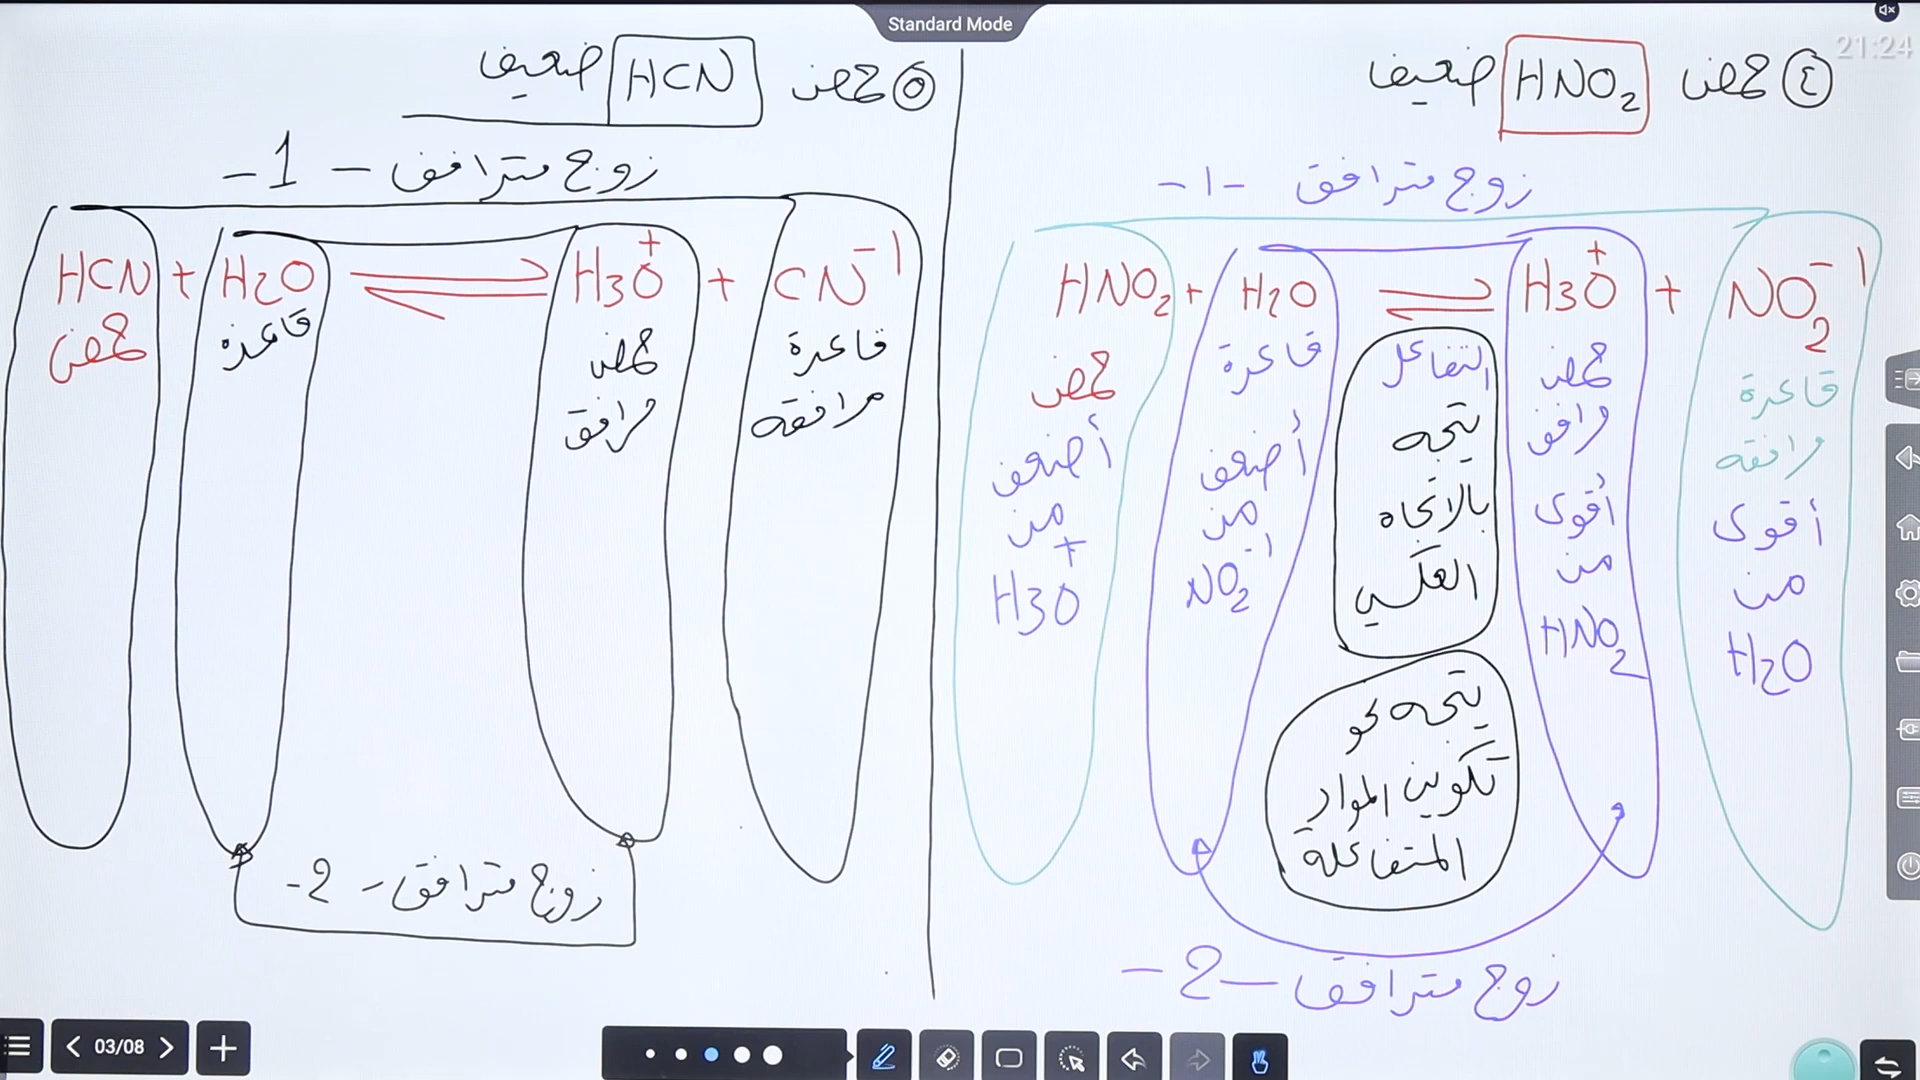 Standard Mode
21:24
④ حمض HNO₂ ضعيف
زوج مترافق -1-
HNO₂ + H₂O ⇌ H₃O⁺ + NO₂⁻¹
حمض
أضعف
من
H₃O⁺
قاعدة
أضعف
من
NO₂⁻¹
التفاعل
يتجه
بالاتجاه
العكسي
يتجه نحو
تكوين المواد
المتفاعلة
حمض
مرافق
أقوى
من
HNO₂
قاعدة
مرافقة
أقوى
من
H₂O
زوج مترافق -2-
⑤ حمض HCN ضعيف
زوج مترافق -1-
HCN + H₂O ⇌ H₃O⁺ + CN⁻¹
حمض
قاعدة
حمض
مرافق
قاعدة
مرافقة
زوج مترافق -2-
03/08